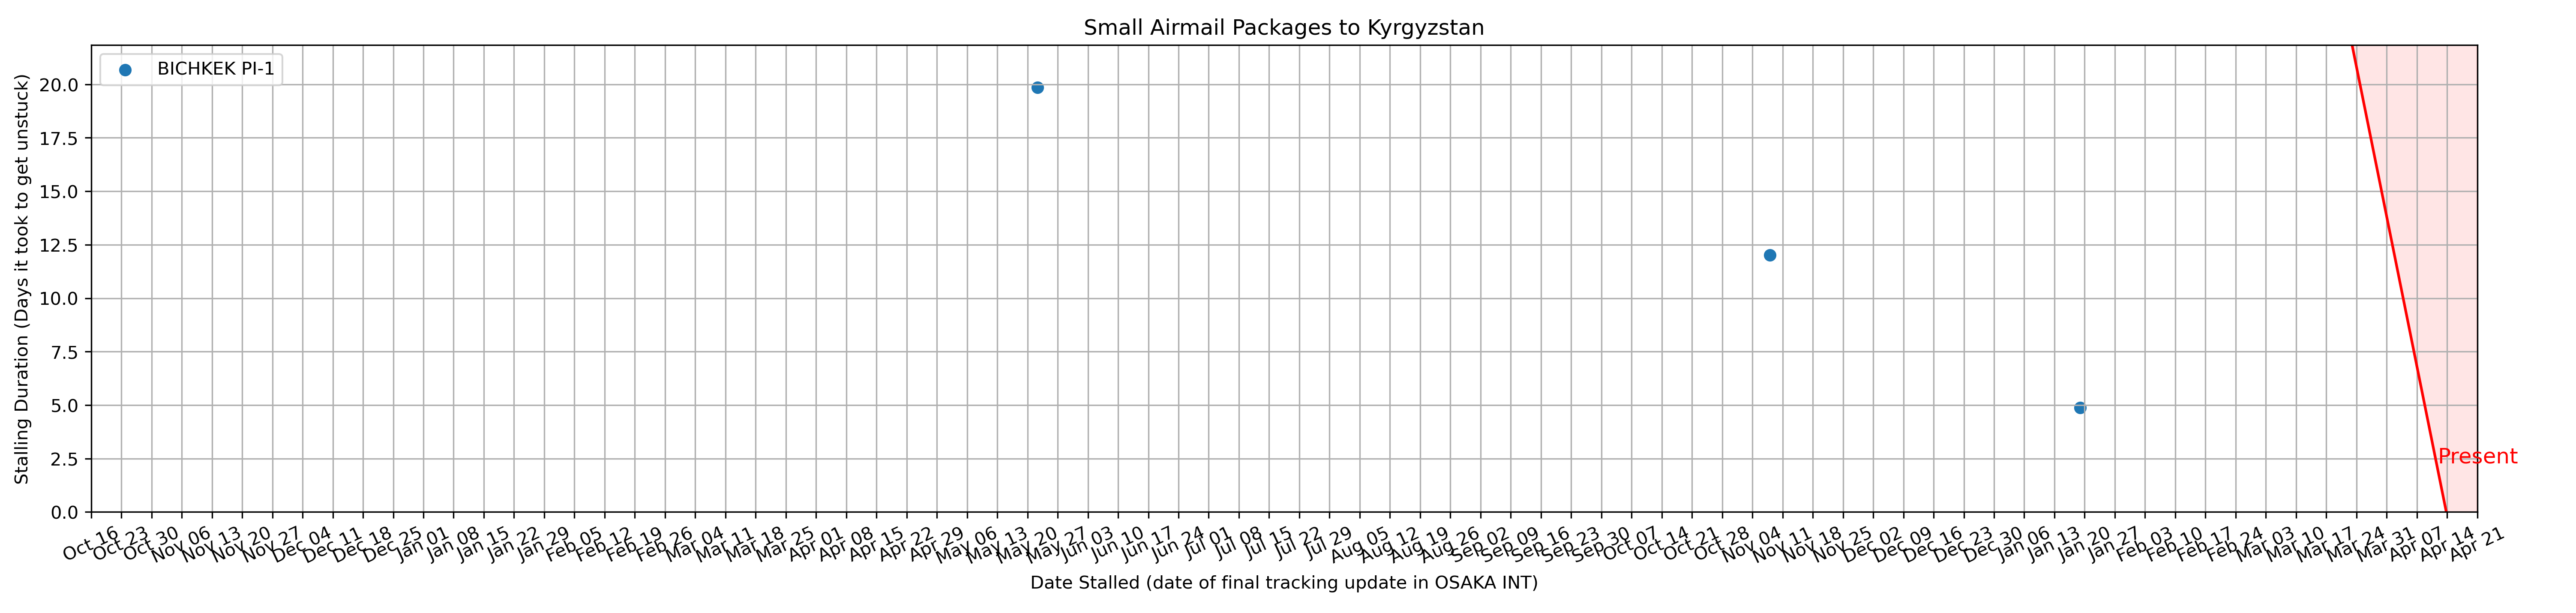 Small Airmail Packages to Kyrgyzstan
BICHKEK PI-1
Stalling Duration (Days it took to get unstuck)
20.0
17.5
15.0
12.5
10.0
7.5
5.0
2.5
0.0
Present
Oct 16
Oct 23
Oct 30
Nov 06
Nov 13
Nov 20
Nov 27
Dec 04
Dec 11
Dec 18
Dec 25
Jan 01
Jan 08
Jan 15
Jan 22
Jan 29
Feb 05
Feb 12
Feb 19
Feb 26
Mar 04
Mar 11
Mar 18
Mar 25
Apr 01
Apr 08
Apr 15
Apr 22
Apr 29
May 06
May 13
May 20
May 27
Jun 03
Jun 10
Jun 17
Jun 24
Jul 01
Jul 08
Jul 15
Jul 22
Jul 29
Aug 05
Aug 12
Aug 19
Aug 26
Sep 02
Sep 09
Sep 16
Sep 23
Sep 30
Oct 07
Oct 14
Oct 21
Oct 28
Nov 04
Nov 11
Nov 18
Nov 25
Dec 02
Dec 09
Dec 16
Dec 23
Dec 30
Jan 06
Jan 13
Jan 20
Jan 27
Feb 03
Feb 10
Feb 17
Feb 24
Mar 03
Mar 10
Mar 17
Mar 24
Mar 31
Apr 07
Apr 14
Apr 21
Date Stalled (date of final tracking update in OSAKA INT)